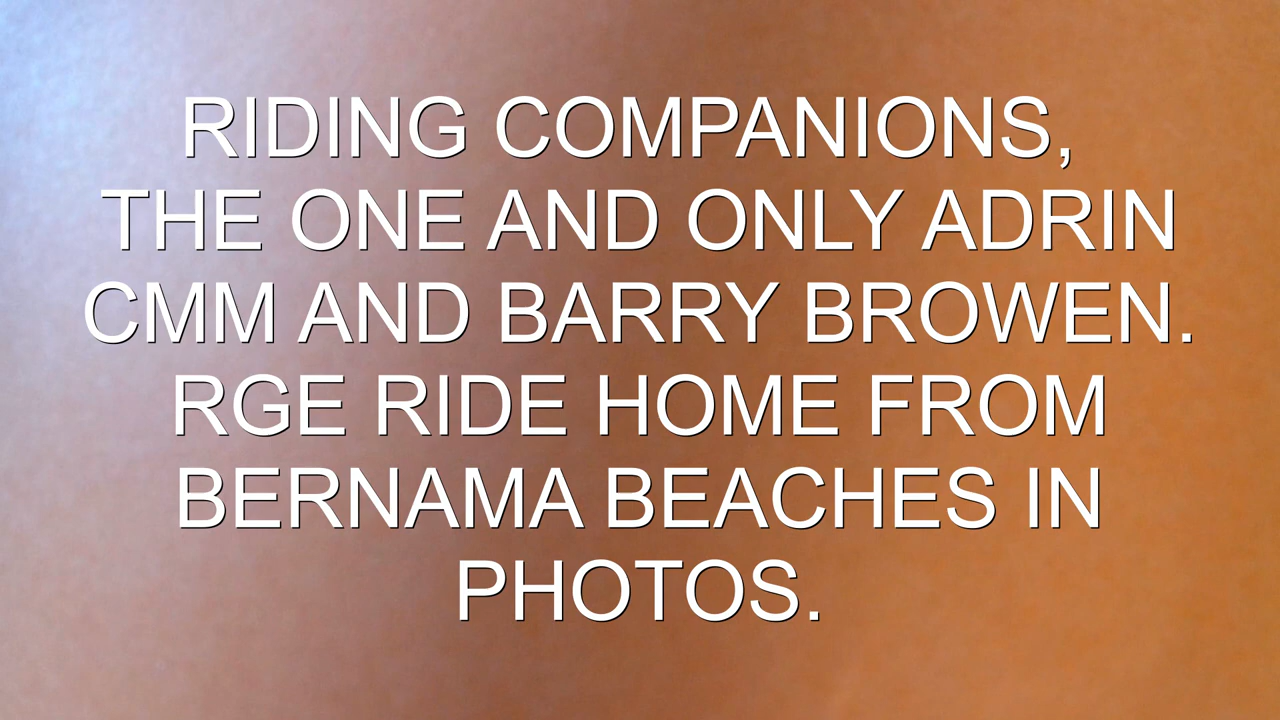 RIDING COMPANIONS,
THE ONE AND ONLY ADRIN
CMM AND BARRY BROWEN.
RGE RIDE HOME FROM
BERNAMA BEACHES IN
PHOTOS.